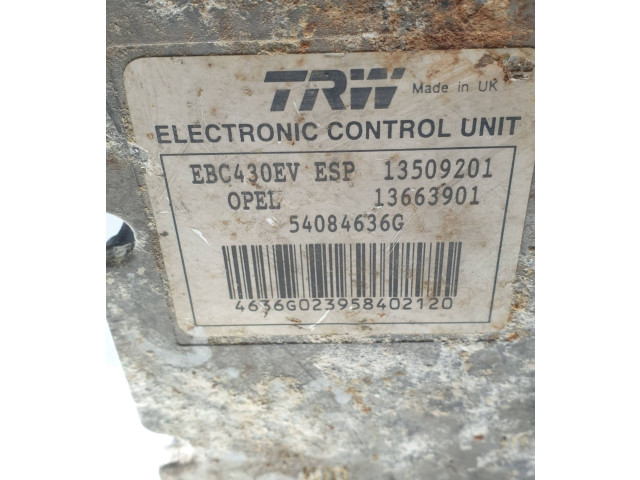 TRW Made in UK
ELECTRONIC CONTROL UNIT
EBC430EV ESP 13509201
OPEL 13663901
54084636G
4636G023958402120